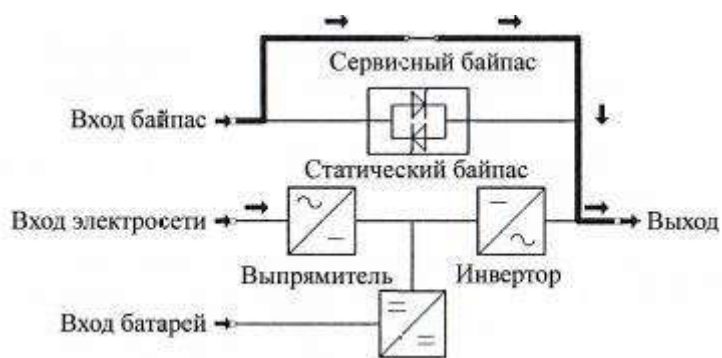 Сервисный байпас
Вход байпас
Статический байпас
Вход электросети
Выход
Выпрямитель
Инвертор
Вход батарей